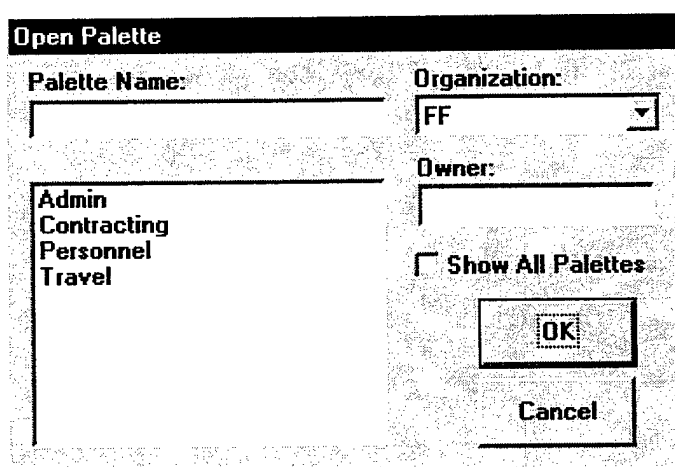 Open Palette
Palette Name:
Organization:
FF
Owner:
Admin
Contracting
Personnel
Travel
Show All Palettes
OK
Cancel